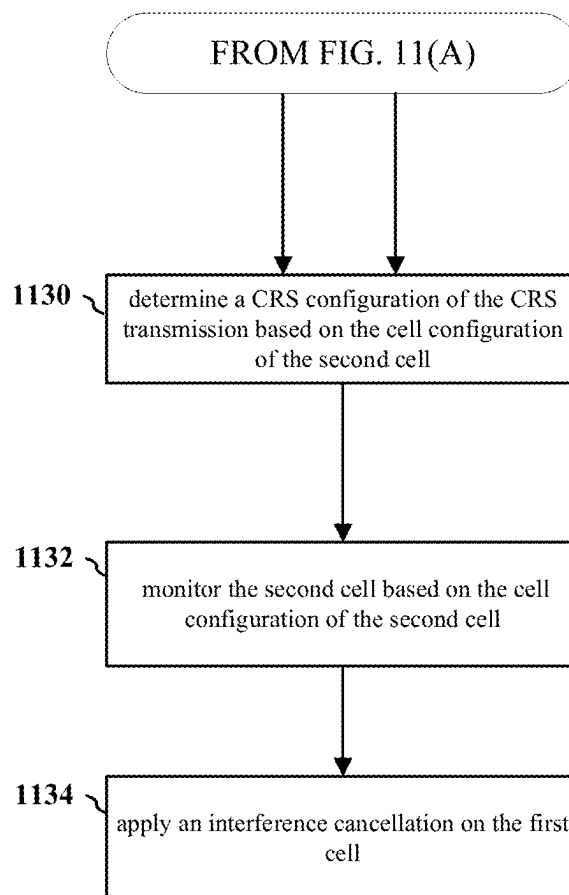 FROM FIG. 11(A)
1130
determine a CRS configuration of the CRS
transmission based on the cell configuration
of the second cell
1132
monitor the second cell based on the cell
configuration of the second cell
1134
apply an interference cancellation on the first
cell